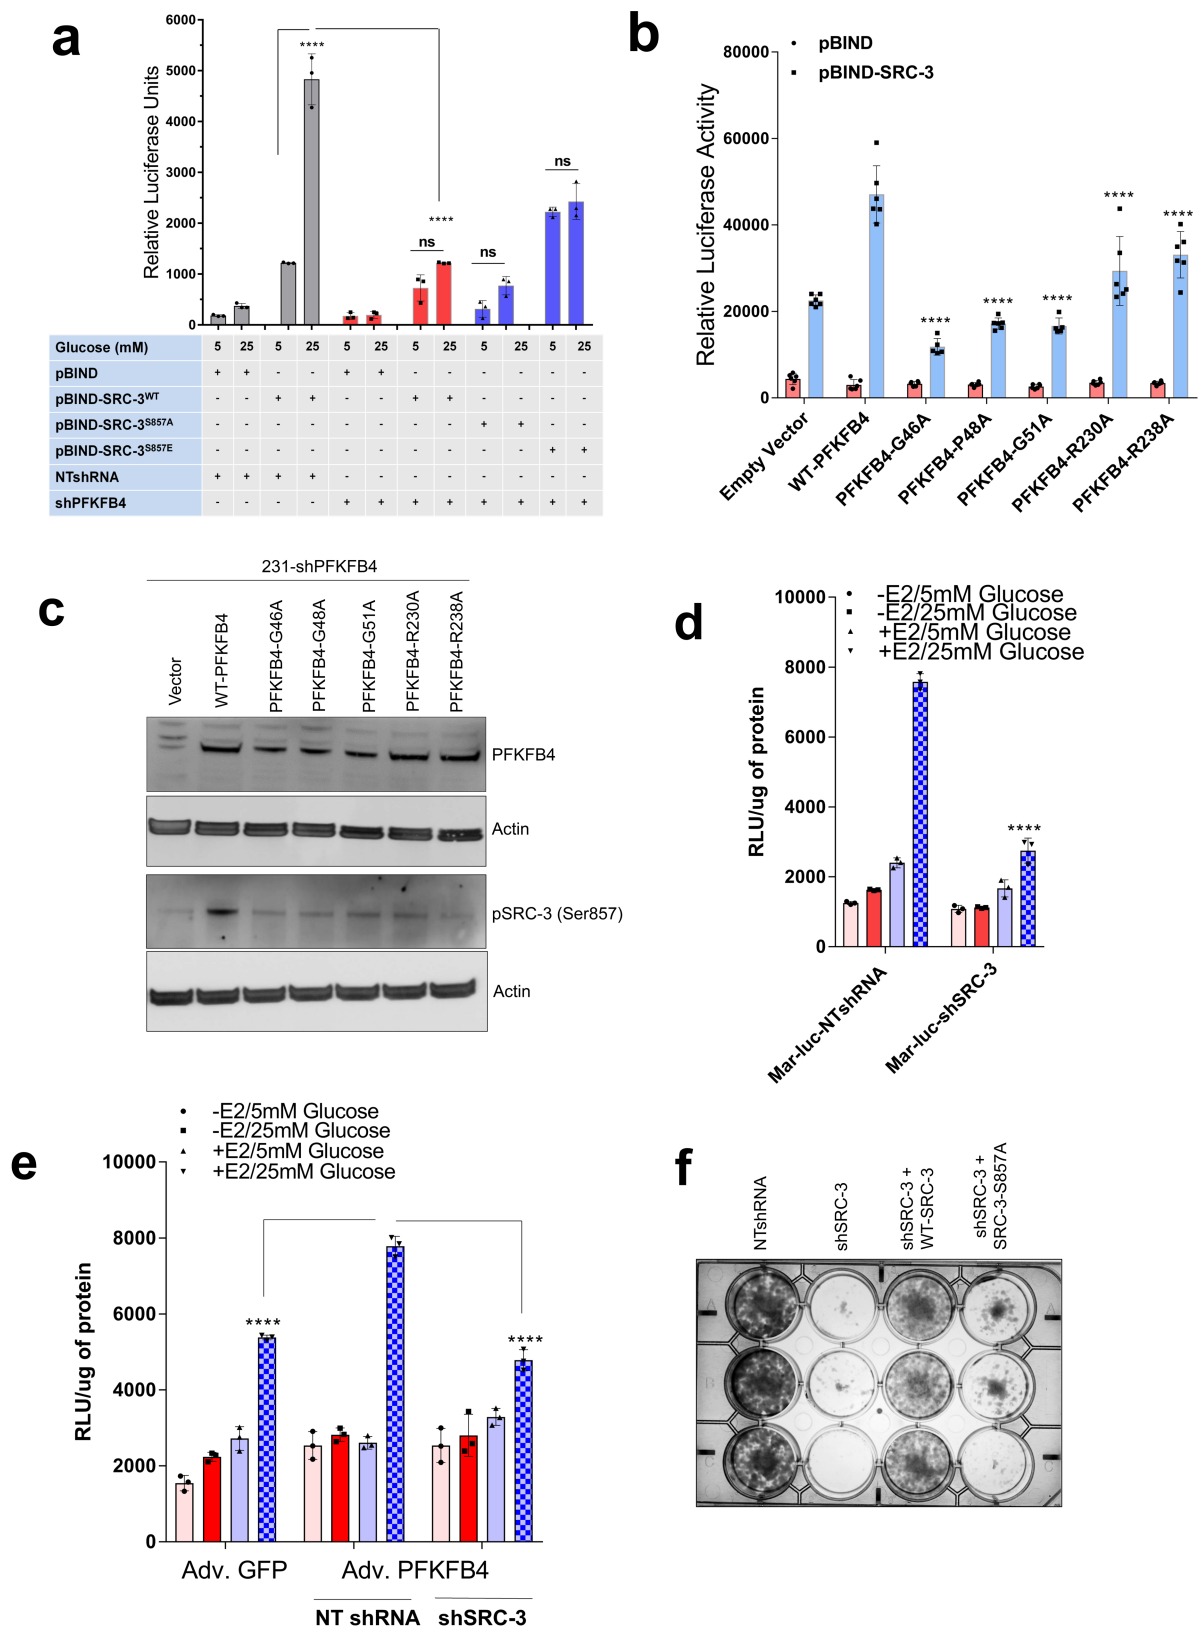 a
6000
5000
4000
3000
2000
1000
0
Relative Luciferase Units
****
****
ns
ns
ns
Glucose (mM) 5 25 5 25 5 25 5 25 5 25 5 25
pBIND + + - - + + - - - - - -
pBIND-SRC-3WT - - + + - - + + - - - -
pBIND-SRC-3S857A - - - - - - - - + + - -
pBIND-SRC-3S857E - - - - - - - - - - + +
NTshRNA + + + + - - - - - - - -
shPFKFB4 - - - - + + + + + + + +
b
pBIND
pBIND-SRC-3
80000
60000
40000
20000
0
Relative Luciferase Activity
****
****
****
****
****
Empty Vector
WT-PFKFB4
PFKFB4-G46A
PFKFB4-P48A
PFKFB4-G51A
PFKFB4-R230A
PFKFB4-R238A
c
231-shPFKFB4
Vector
WT-PFKFB4
PFKFB4-G46A
PFKFB4-G48A
PFKFB4-G51A
PFKFB4-R230A
PFKFB4-R238A
PFKFB4
Actin
pSRC-3 (Ser857)
Actin
d
-E2/5mM Glucose
-E2/25mM Glucose
+E2/5mM Glucose
+E2/25mM Glucose
10000
8000
6000
4000
2000
0
RLU/ug of protein
****
Mar-luc-NTshRNA
Mar-luc-shSRC-3
e
-E2/5mM Glucose
-E2/25mM Glucose
+E2/5mM Glucose
+E2/25mM Glucose
10000
8000
6000
4000
2000
0
RLU/ug of protein
****
****
Adv. GFP
Adv. PFKFB4
NT shRNA
shSRC-3
f
NTshRNA
shSRC-3
shSRC-3 +
WT-SRC-3
shSRC-3 +
SRC-3-S857A